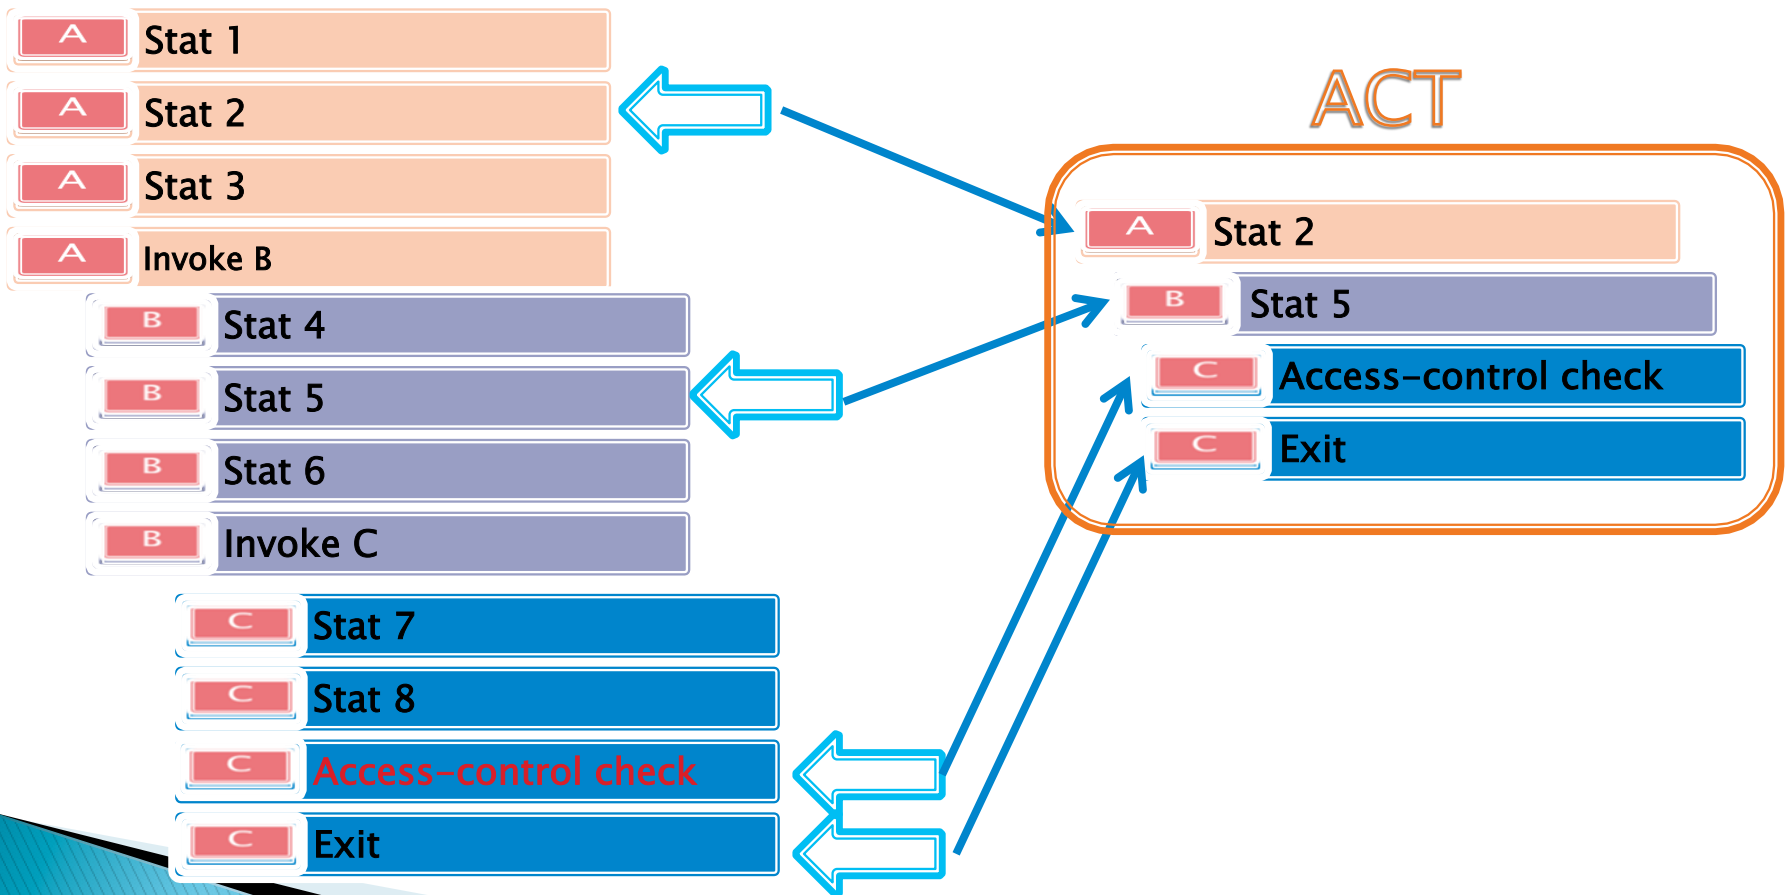 A Stat 1
A Stat 2
A Stat 3
A Invoke B
B Stat 4
B Stat 5
B Stat 6
B Invoke C
C Stat 7
C Stat 8
C Access-control check
C Exit
ACT
A Stat 2
B Stat 5
C Access-control check
C Exit